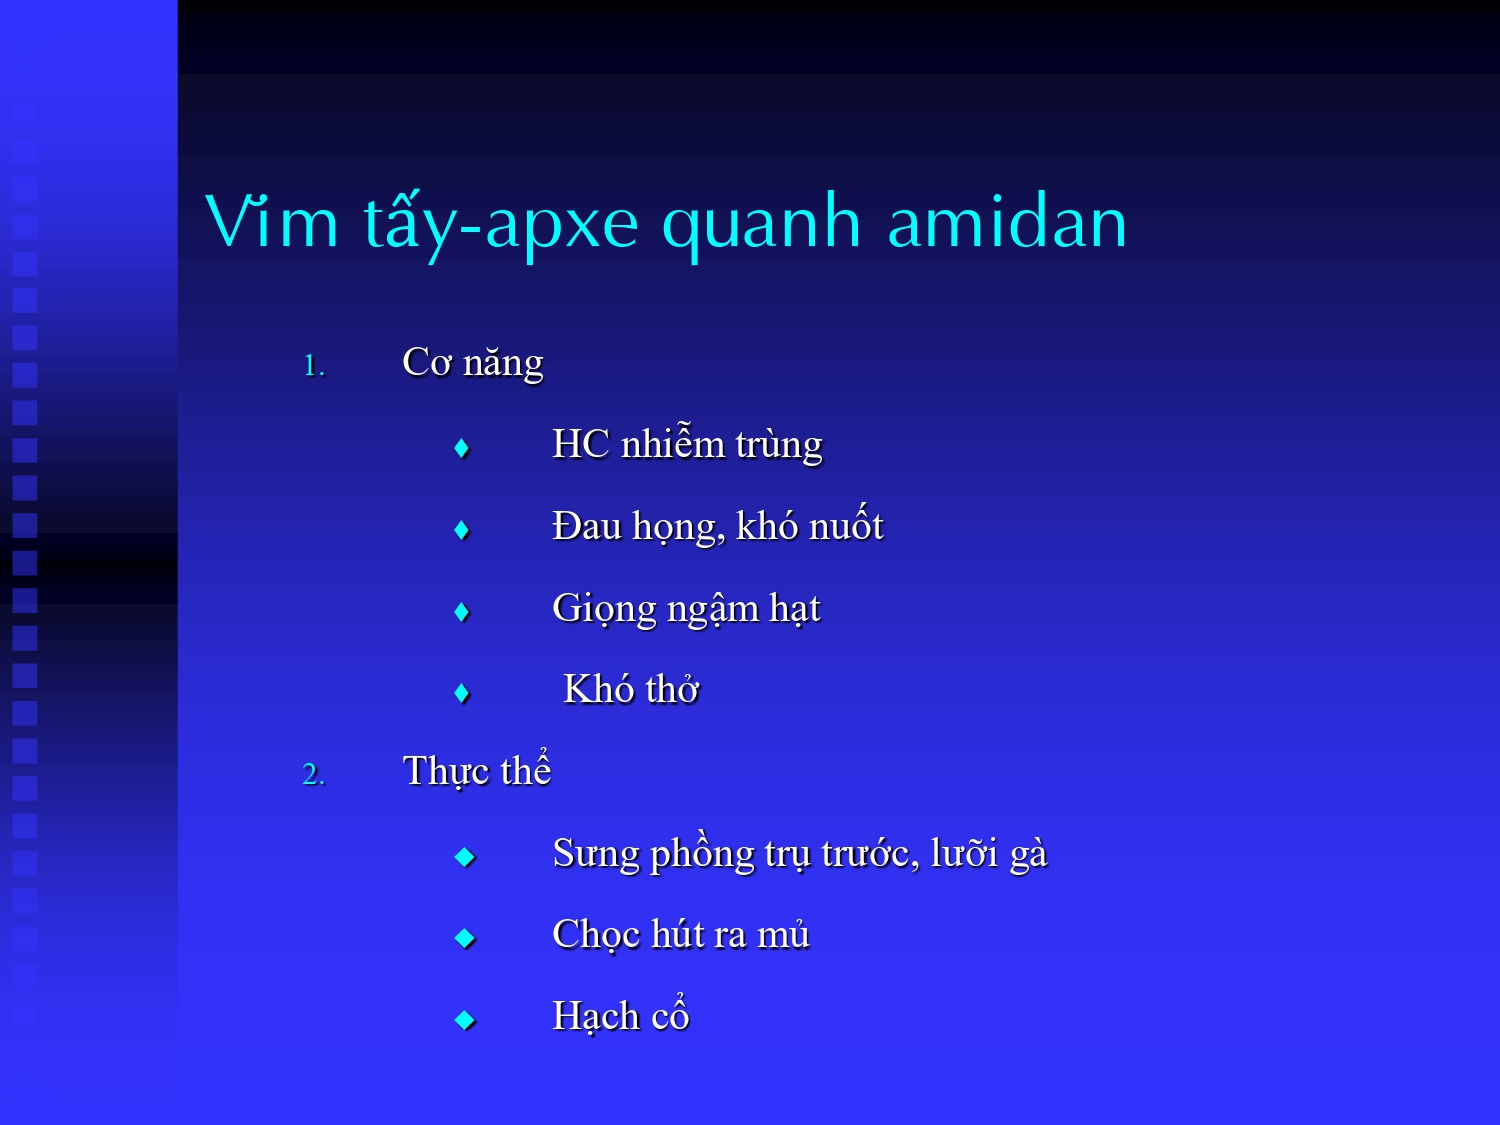 Vĩm tấy-apxe quanh amidan
1. Cơ năng
♦ HC nhiễm trùng
♦ Đau họng, khó nuốt
♦ Giọng ngậm hạt
♦ Khó thở
2. Thực thể
◆ Sưng phồng trụ trước, lưỡi gà
◆ Chọc hút ra mủ
◆ Hạch cổ